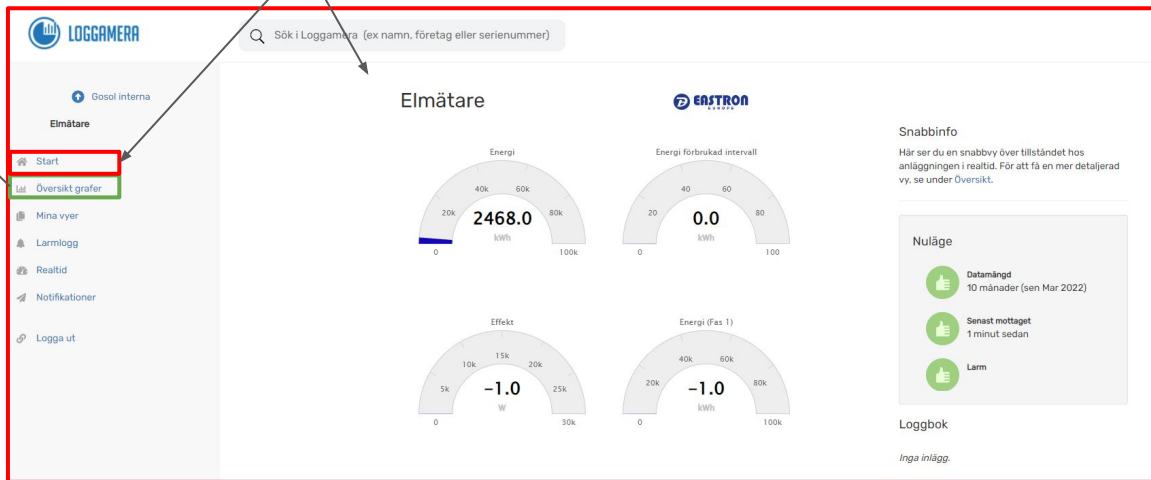 LOGGAMERA
Sök i Loggamera (ex namn, företag eller serienummer)
Gosol interna
Elmätare
Start
Översikt grafer
Mina vyer
Larmlogg
Realtid
Notifikationer
Logga ut
Elmätare
EASTRON
EUROPE
Energi
0
20k
40k
60k
80k
100k
2468.0
kWh
Energi förbrukad intervall
0
20
40
60
80
100
0.0
kWh
Effekt
0
5k
10k
15k
20k
25k
30k
-1.0
W
Energi (Fas 1)
0
20k
40k
60k
80k
100k
-1.0
kWh
Snabbinfo
Här ser du en snabbvy över tillståndet hos
anläggningen i realtid. För att få en mer detaljerad
vy, se under Översikt.
Nuläge
Datamängd
10 månader (sen Mar 2022)
Senast mottaget
1 minut sedan
Larm
Loggbok
Inga inlägg.